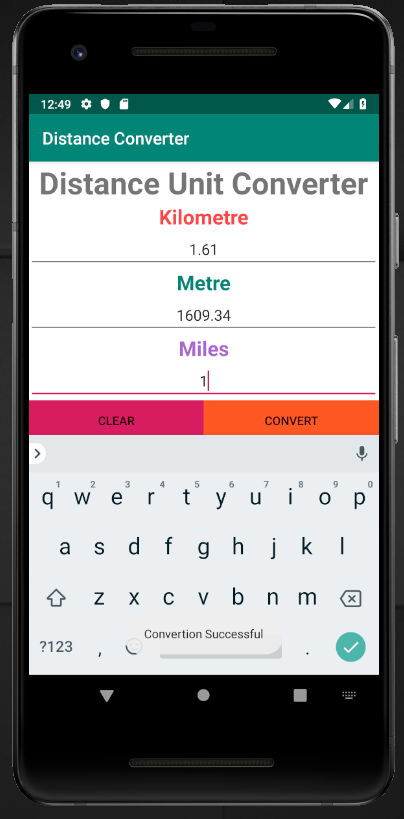 12:49
Distance Converter
Distance Unit Converter
Kilometre
1.61
Metre
1609.34
Miles
1
CLEAR CONVERT
1 2 3 4 5 6 7 8 9 0
q w e r t y u i o p
a s d f g h j k l
z x c v b n m
Convertion Successful
?123 , .